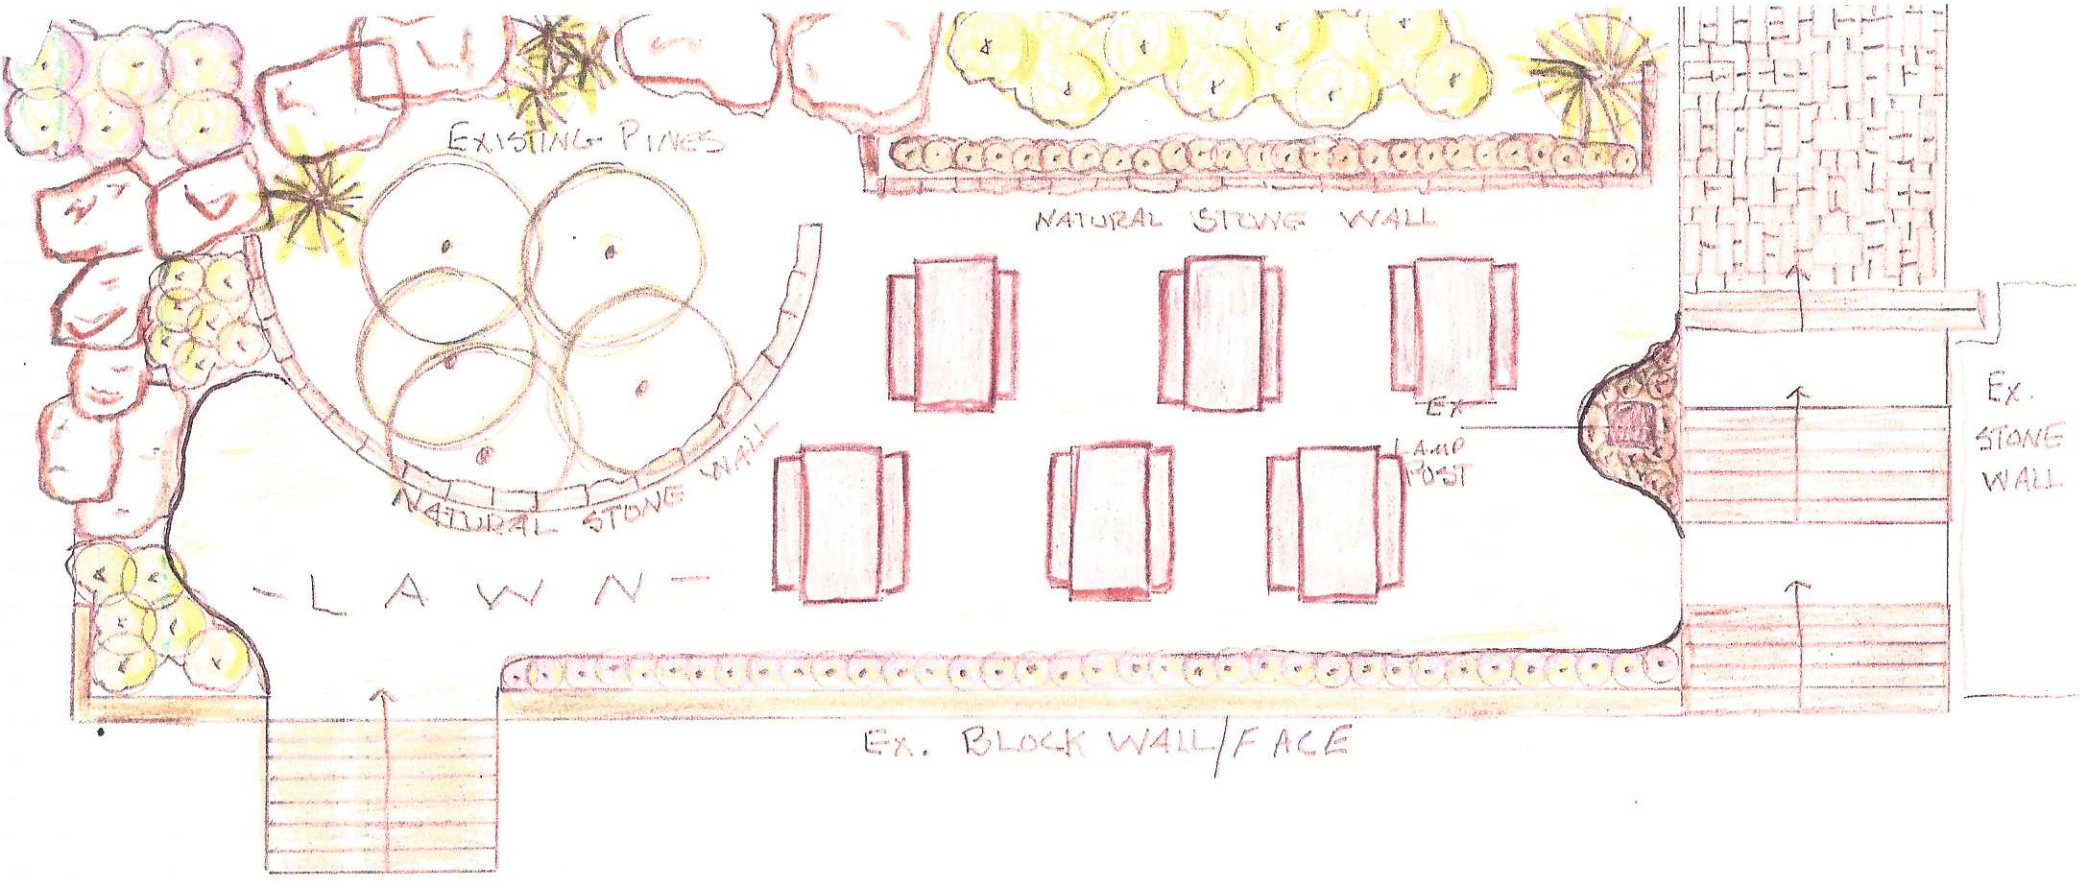 EXISTING PINES
NATURAL STONE WALL
EX
LAMP
POST
EX.
STONE
WALL
NATURAL STONE WALL
- LAWN -
EX. BLOCK WALL/FACE